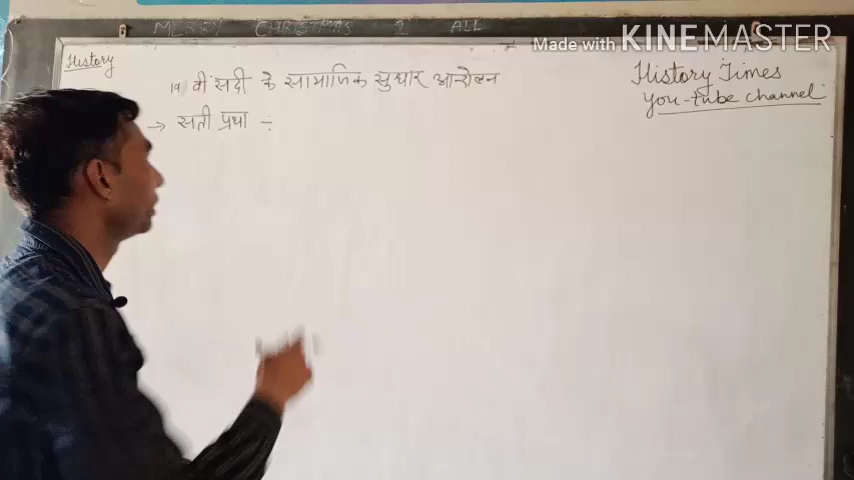 MERRY CHRISTMAS 2 ALL
Made with KINEMASTER
History
19 वीं सदी के सामाजिक सुधार आन्दोलन
History Times
You-tube channel
→ सती प्रथा ÷